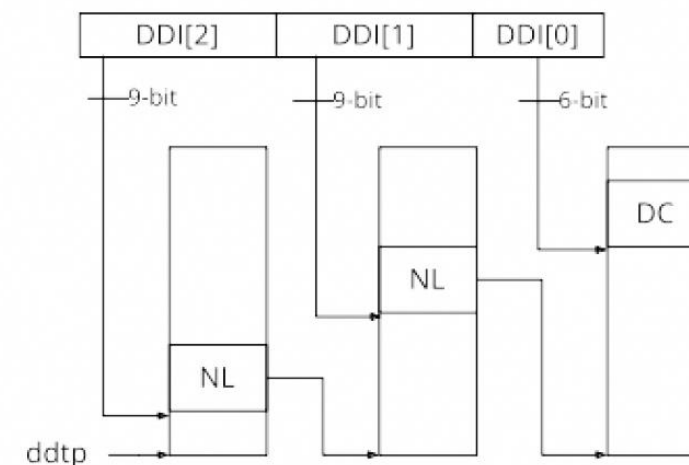 DDI[2] DDI[1] DDI[0]
9-bit 9-bit 6-bit
DC
NL
NL
ddtp